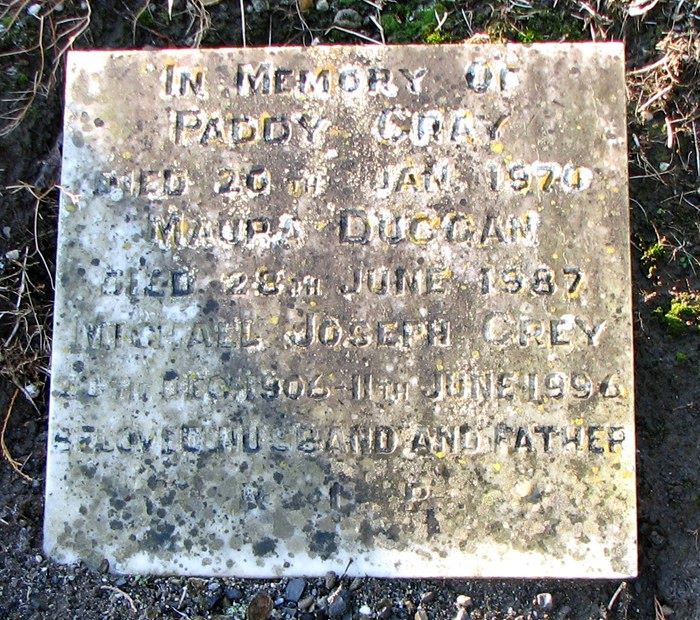 IN MEMORY OF
PADDY GRAY
DIED 20TH JAN. 1970
MAURA DUGGAN
DIED 28TH JUNE 1987
MICHAEL JOSEPH GREY
DEC. 1906-11TH JUNE 1996
BELOVED HUSBAND AND FATHER
R I P